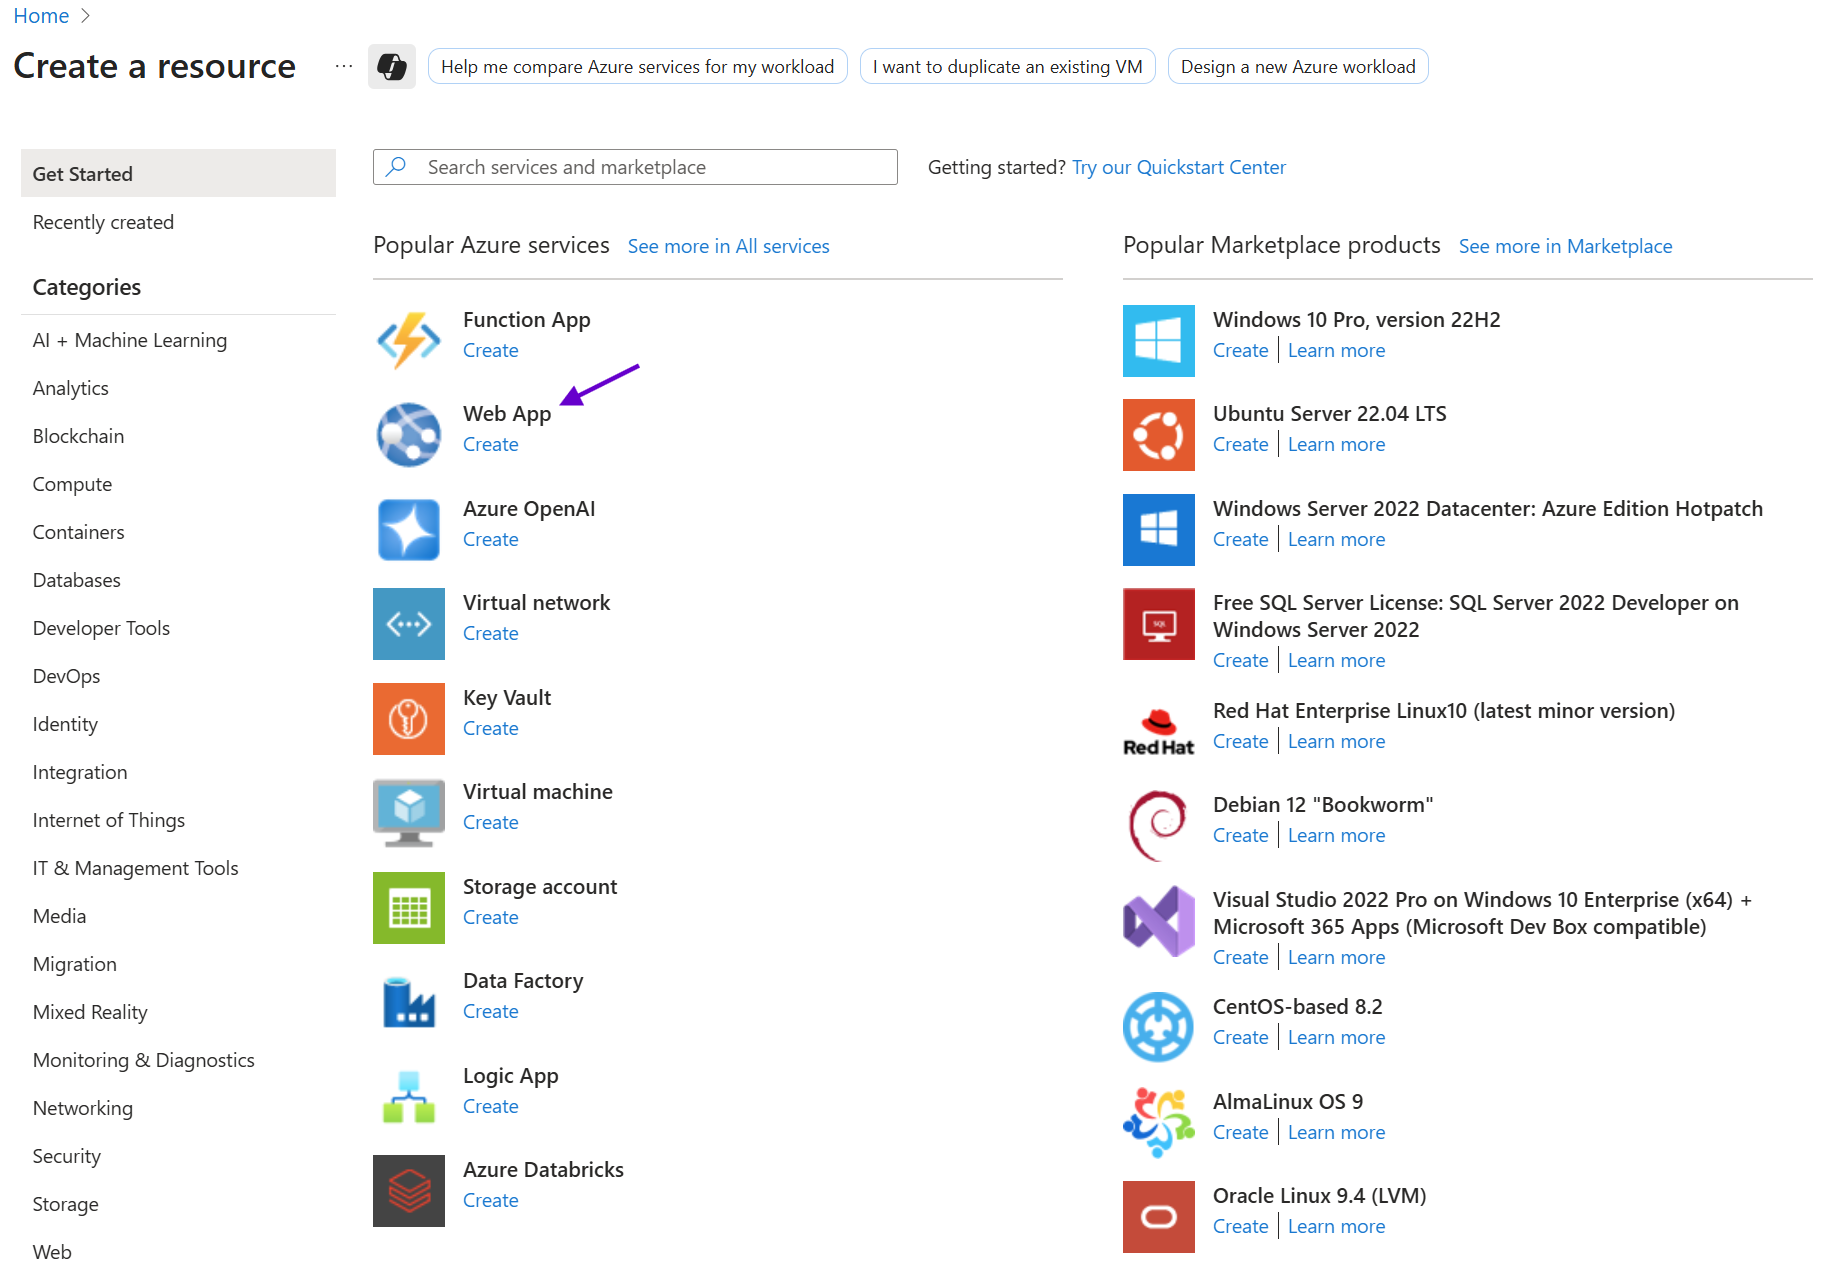 Home
Create a resource
Help me compare Azure services for my workload
I want to duplicate an existing VM
Design a new Azure workload
Get Started
Recently created
Categories
AI + Machine Learning
Analytics
Blockchain
Compute
Containers
Databases
Developer Tools
DevOps
Identity
Integration
Internet of Things
IT & Management Tools
Media
Migration
Mixed Reality
Monitoring & Diagnostics
Networking
Security
Storage
Web
Search services and marketplace
Getting started? Try our Quickstart Center
Popular Azure services See more in All services
Function App
Create
Web App
Create
Azure OpenAI
Create
Virtual network
Create
Key Vault
Create
Virtual machine
Create
Storage account
Create
Data Factory
Create
Logic App
Create
Azure Databricks
Create
Popular Marketplace products See more in Marketplace
Windows 10 Pro, version 22H2
Create | Learn more
Ubuntu Server 22.04 LTS
Create | Learn more
Windows Server 2022 Datacenter: Azure Edition Hotpatch
Create | Learn more
SQL
Free SQL Server License: SQL Server 2022 Developer on
Windows Server 2022
Create | Learn more
Red Hat
Red Hat Enterprise Linux10 (latest minor version)
Create | Learn more
Debian 12 "Bookworm"
Create | Learn more
Visual Studio 2022 Pro on Windows 10 Enterprise (x64) +
Microsoft 365 Apps (Microsoft Dev Box compatible)
Create | Learn more
CentOS-based 8.2
Create | Learn more
AlmaLinux OS 9
Create | Learn more
Oracle Linux 9.4 (LVM)
Create | Learn more